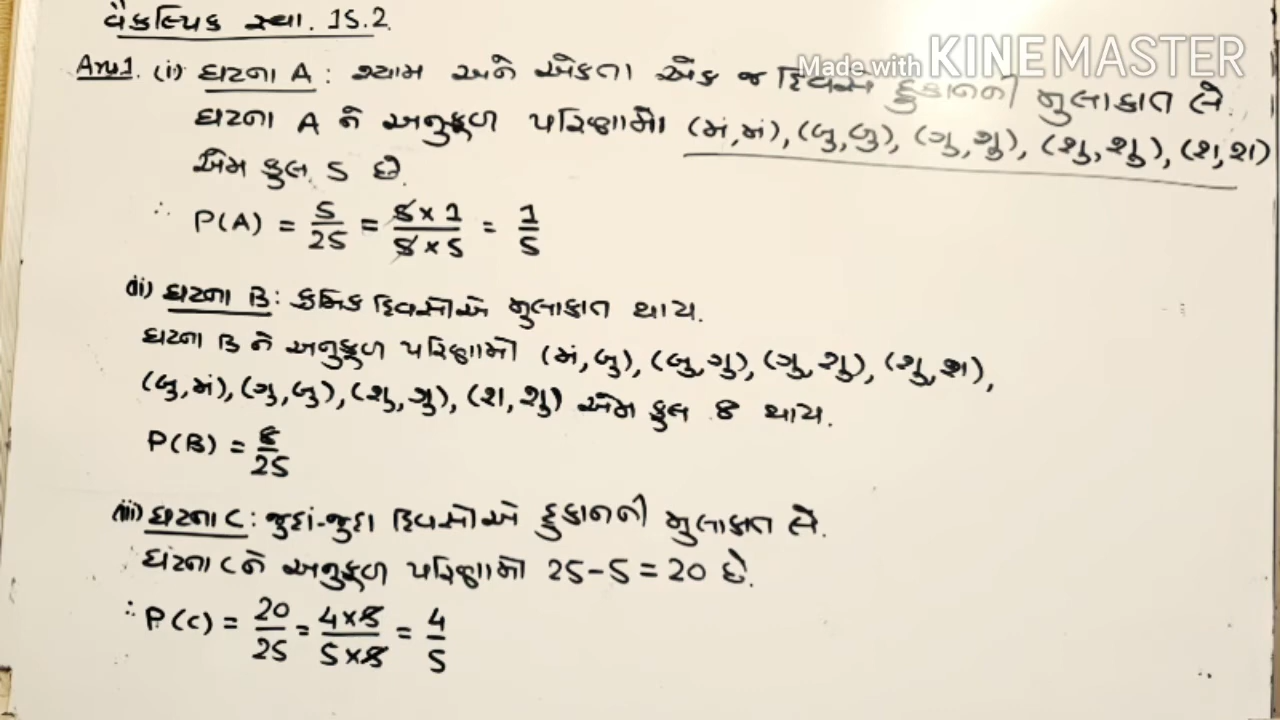 વૈકલ્પિક સ્વા. 15.2
Made with KINEMASTER
Ans 1. (i) ઘટના A : શ્યામ અને એકતા એક જ દિવસે દુકાનની મુલાકાત લે.
ઘટના A ને અનુકૂળ પરિણામો (મં,મં), (બુ,બુ), (ગુ,ગુ), (શુ,શુ), (શ,શ)
એમ કુલ 5 છે.
∴ P(A) = 5/25 = 5×1/5×5 = 1/5
(ii) ઘટના B : ક્રમિક દિવસોએ મુલાકાત થાય.
ઘટના B ને અનુકૂળ પરિણામો (મં,બુ), (બુ,ગુ), (ગુ,શુ), (શુ,શ),
(બુ,મં), (ગુ,બુ), (શુ,ગુ), (શ,શુ) એમ કુલ 8 થાય.
P(B) = 8/25
(iii) ઘટના C : જુદાં-જુદા દિવસોએ દુકાનની મુલાકાત લે.
ઘટના C ને અનુકૂળ પરિણામો 25-5=20 છે.
∴ P(C) = 20/25 = 4×5/5×5 = 4/5